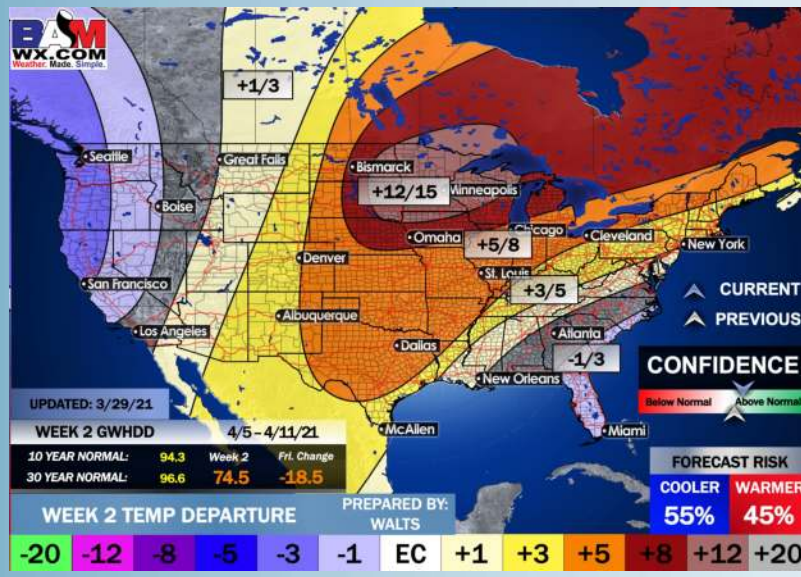 BAM
WX.COM
Weather. Made. Simple.
+1/3
Seattle
Great Falls
Bismarck
+12/15
Minneapolis
Boise
Omaha
+5/8
Chicago
Cleveland
New York
Denver
San Francisco
St. Louis
+3/5
CURRENT
Los Angeles
Albuquerque
Atlanta
PREVIOUS
Dallas
-1/3
New Orleans
CONFIDENCE
Below Normal
Above Normal
UPDATED: 3/29/21
McAllen
Miami
WEEK 2 GWHDD 4/5 - 4/11/21
10 YEAR NORMAL: 94.3 Week 2 Fri. Change
30 YEAR NORMAL: 96.6 74.5 -18.5
FORECAST RISK
COOLER WARMER
55% 45%
WEEK 2 TEMP DEPARTURE
PREPARED BY:
WALTS
-20 -12 -8 -5 -3 -1 EC +1 +3 +5 +8 +12 +20